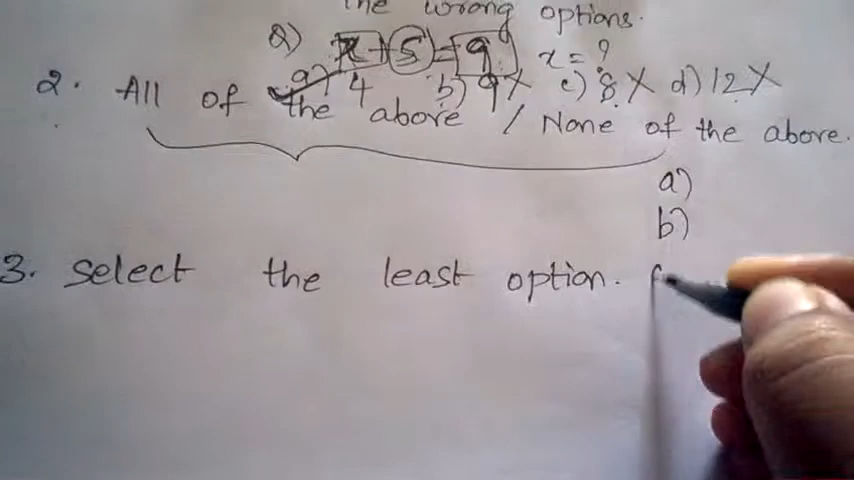 the wrong options.
Q) x+5=9 x=?
a) 4 b) 9 X c) 8 X d) 12 X
2. All of the above / None of the above.
a)
b)
3. select the least option.